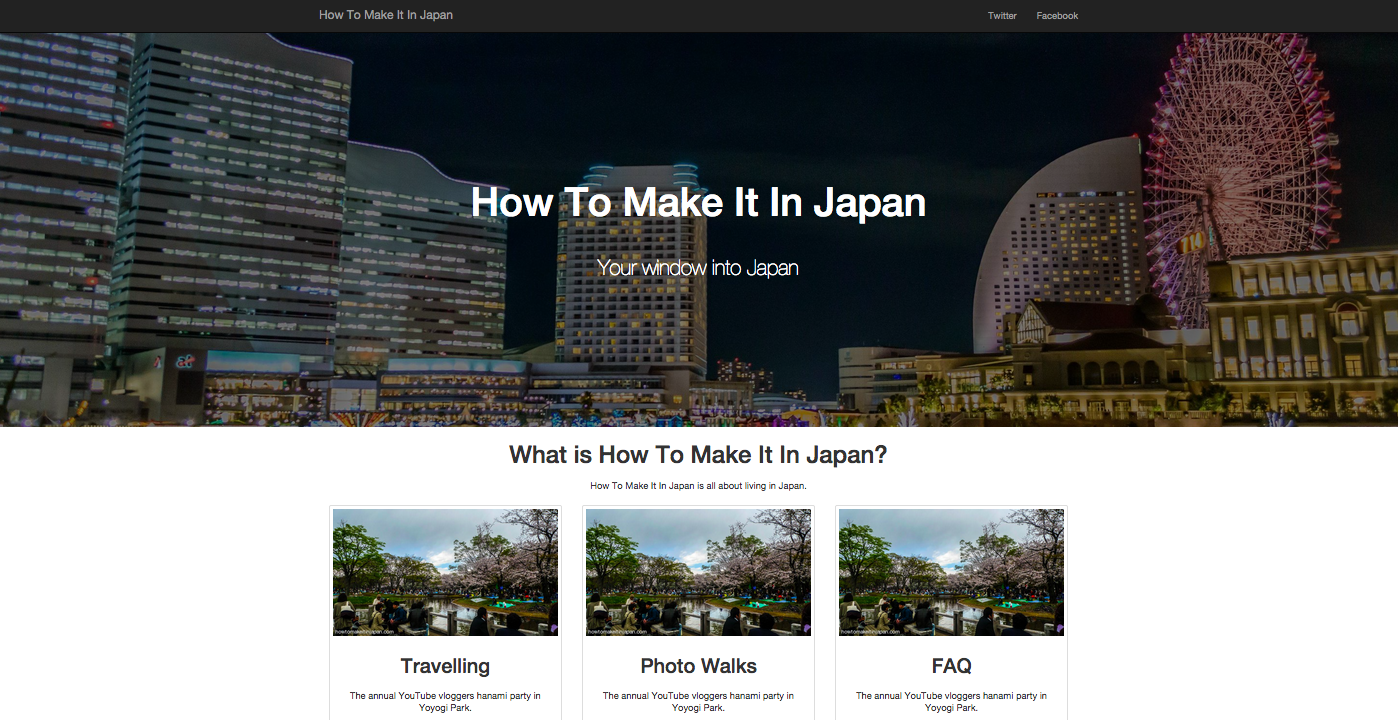 How To Make It In Japan
Twitter
Facebook
How To Make It In Japan
Your window into Japan
What is How To Make It In Japan?
How To Make It In Japan is all about living in Japan.
howtomakeitinjapan.com
howtomakeitinjapan.com
howtomakeitinjapan.com
Travelling
The annual YouTube vloggers hanami party in
Yoyogi Park.
Photo Walks
The annual YouTube vloggers hanami party in
Yoyogi Park.
FAQ
The annual YouTube vloggers hanami party in
Yoyogi Park.